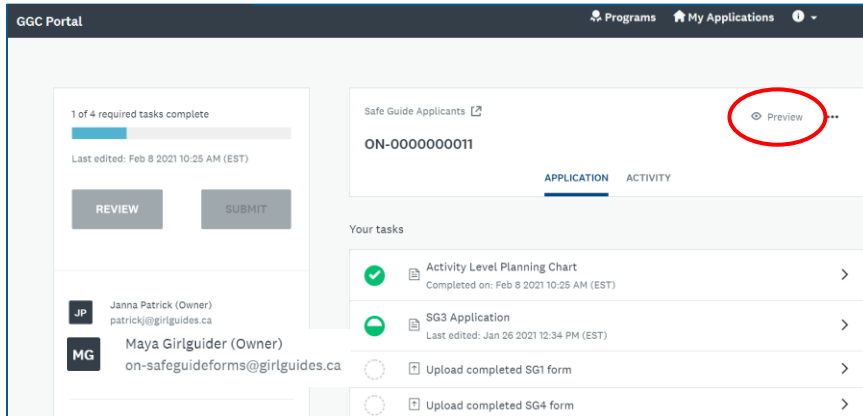 GGC Portal
Programs My Applications
1 of 4 required tasks complete
Last edited: Feb 8 2021 10:25 AM (EST)
REVIEW SUBMIT
JP
Janna Patrick (Owner)
patrickj@girlguides.ca
MG
Maya Girlguider (Owner)
on-safeguideforms@girlguides.ca
Safe Guide Applicants
Preview
ON-0000000011
APPLICATION ACTIVITY
Your tasks
Activity Level Planning Chart
Completed on: Feb 8 2021 10:25 AM (EST)
SG3 Application
Last edited: Jan 26 2021 12:34 PM (EST)
Upload completed SG1 form
Upload completed SG4 form